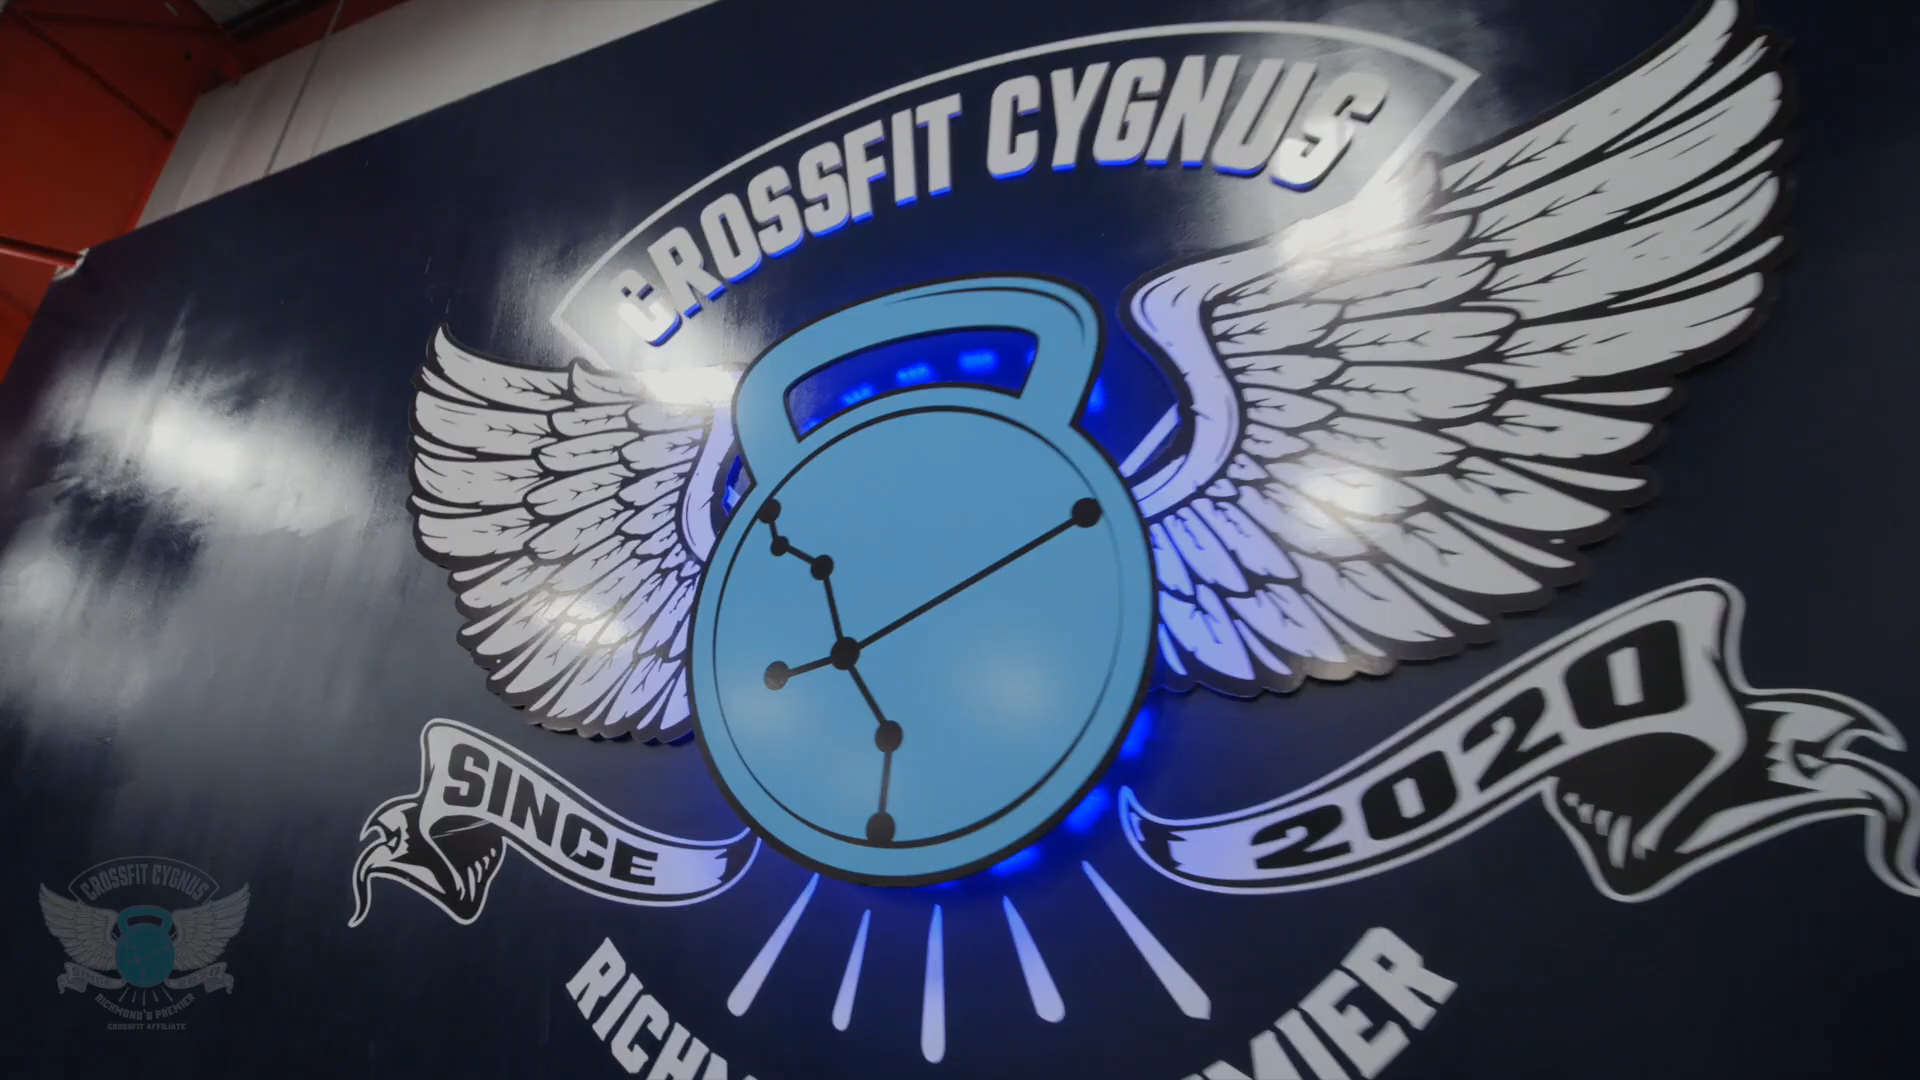 CROSSFIT CYGNUS
SINCE 2020
CROSSFIT CYGNUS
RICHMOND'S PREMIER
CROSSFIT AFFILIATE